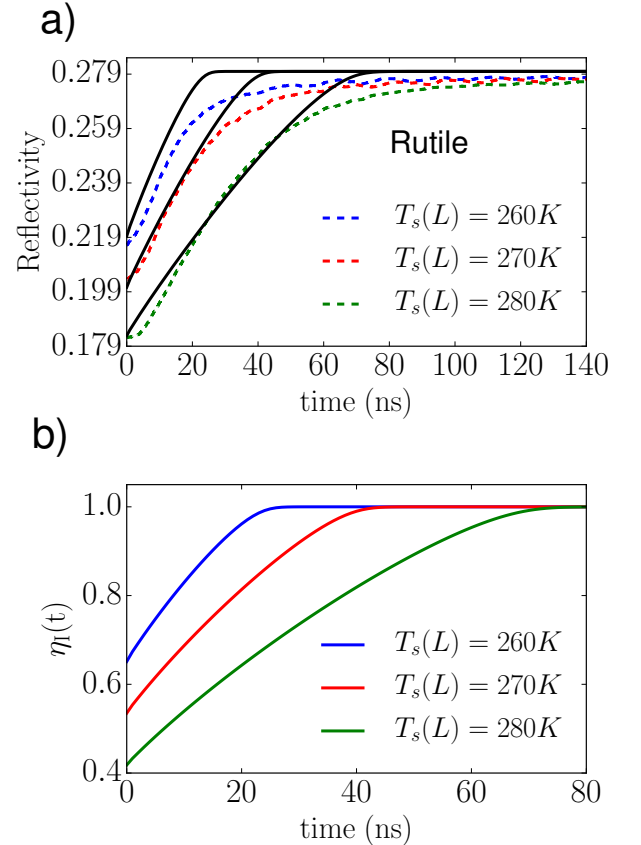 a)
Reflectivity
0.279
0.259
0.239
0.219
0.199
0.179
Rutile
T_s(L) = 260K
T_s(L) = 270K
T_s(L) = 280K
0 20 40 60 80 100 120 140
time (ns)
b)
η_I(t)
1.0
0.8
0.6
0.4
T_s(L) = 260K
T_s(L) = 270K
T_s(L) = 280K
0 20 40 60 80
time (ns)